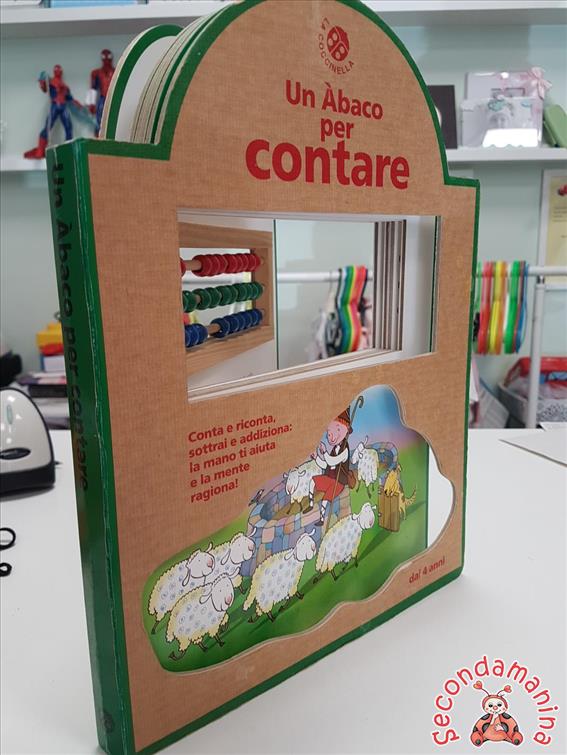 LA COCCINELLA
Un Àbaco
per
contare
Un Àbaco per contare
Conta e riconta,
sottrai e addiziona:
la mano ti aiuta
e la mente
ragiona!
dai 4 anni
Secondamanina